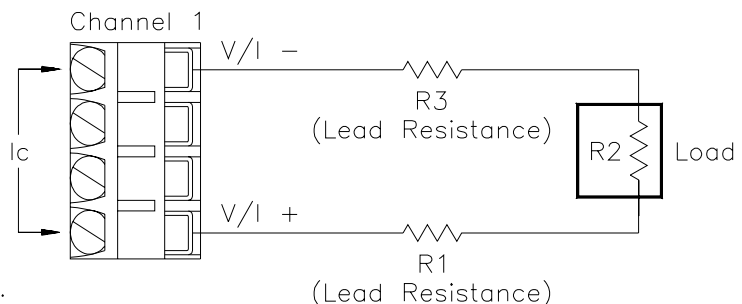 Channel 1
V/I -
R3
(Lead Resistance)
Ic
R2
Load
V/I +
R1
(Lead Resistance)
.